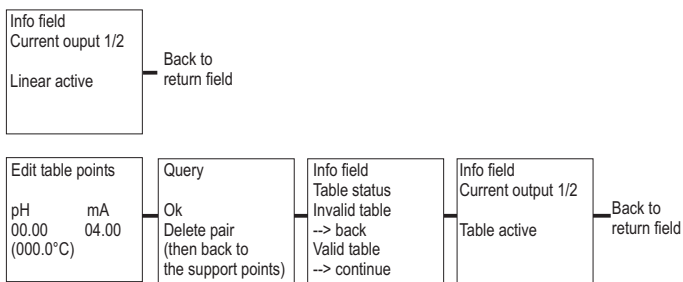 Info field
Current ouput 1/2
Linear active
Back to
return field
Edit table points
pH mA
00.00 04.00
(000.0°C)
Query
Ok
Delete pair
(then back to
the support points)
Info field
Table status
Invalid table
--> back
Valid table
--> continue
Info field
Current output 1/2
Table active
Back to
return field